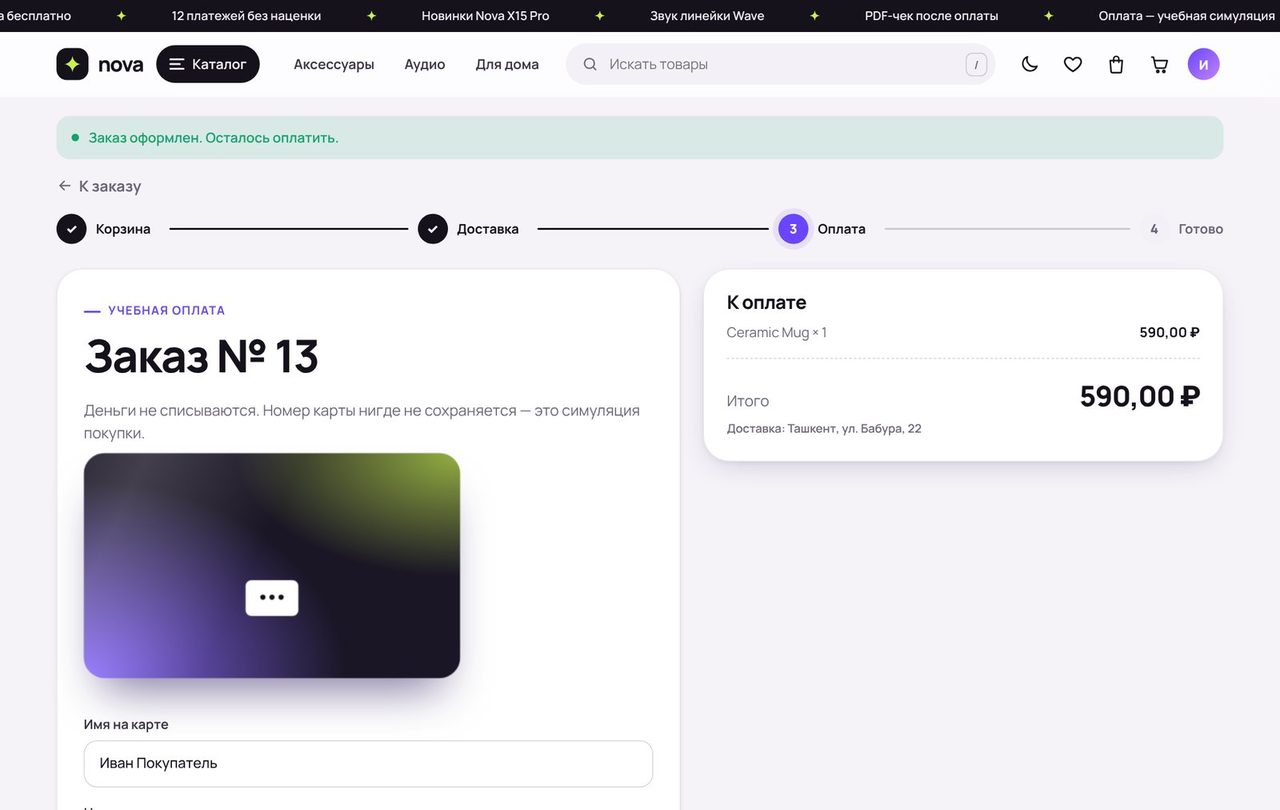 а бесплатно ✦ 12 платежей без наценки ✦ Новинки Nova X15 Pro ✦ Звук линейки Wave ✦ PDF-чек после оплаты ✦ Оплата — учебная симуляция
nova Каталог Аксессуары Аудио Для дома Искать товары / И
Заказ оформлен. Осталось оплатить.
← К заказу
Корзина Доставка 3 Оплата 4 Готово
УЧЕБНАЯ ОПЛАТА
Заказ № 13
Деньги не списываются. Номер карты нигде не сохраняется — это симуляция
покупки.
•••
Имя на карте
Иван Покупатель
К оплате
Ceramic Mug × 1 590,00 ₽
Итого 590,00 ₽
Доставка: Ташкент, ул. Бабура, 22